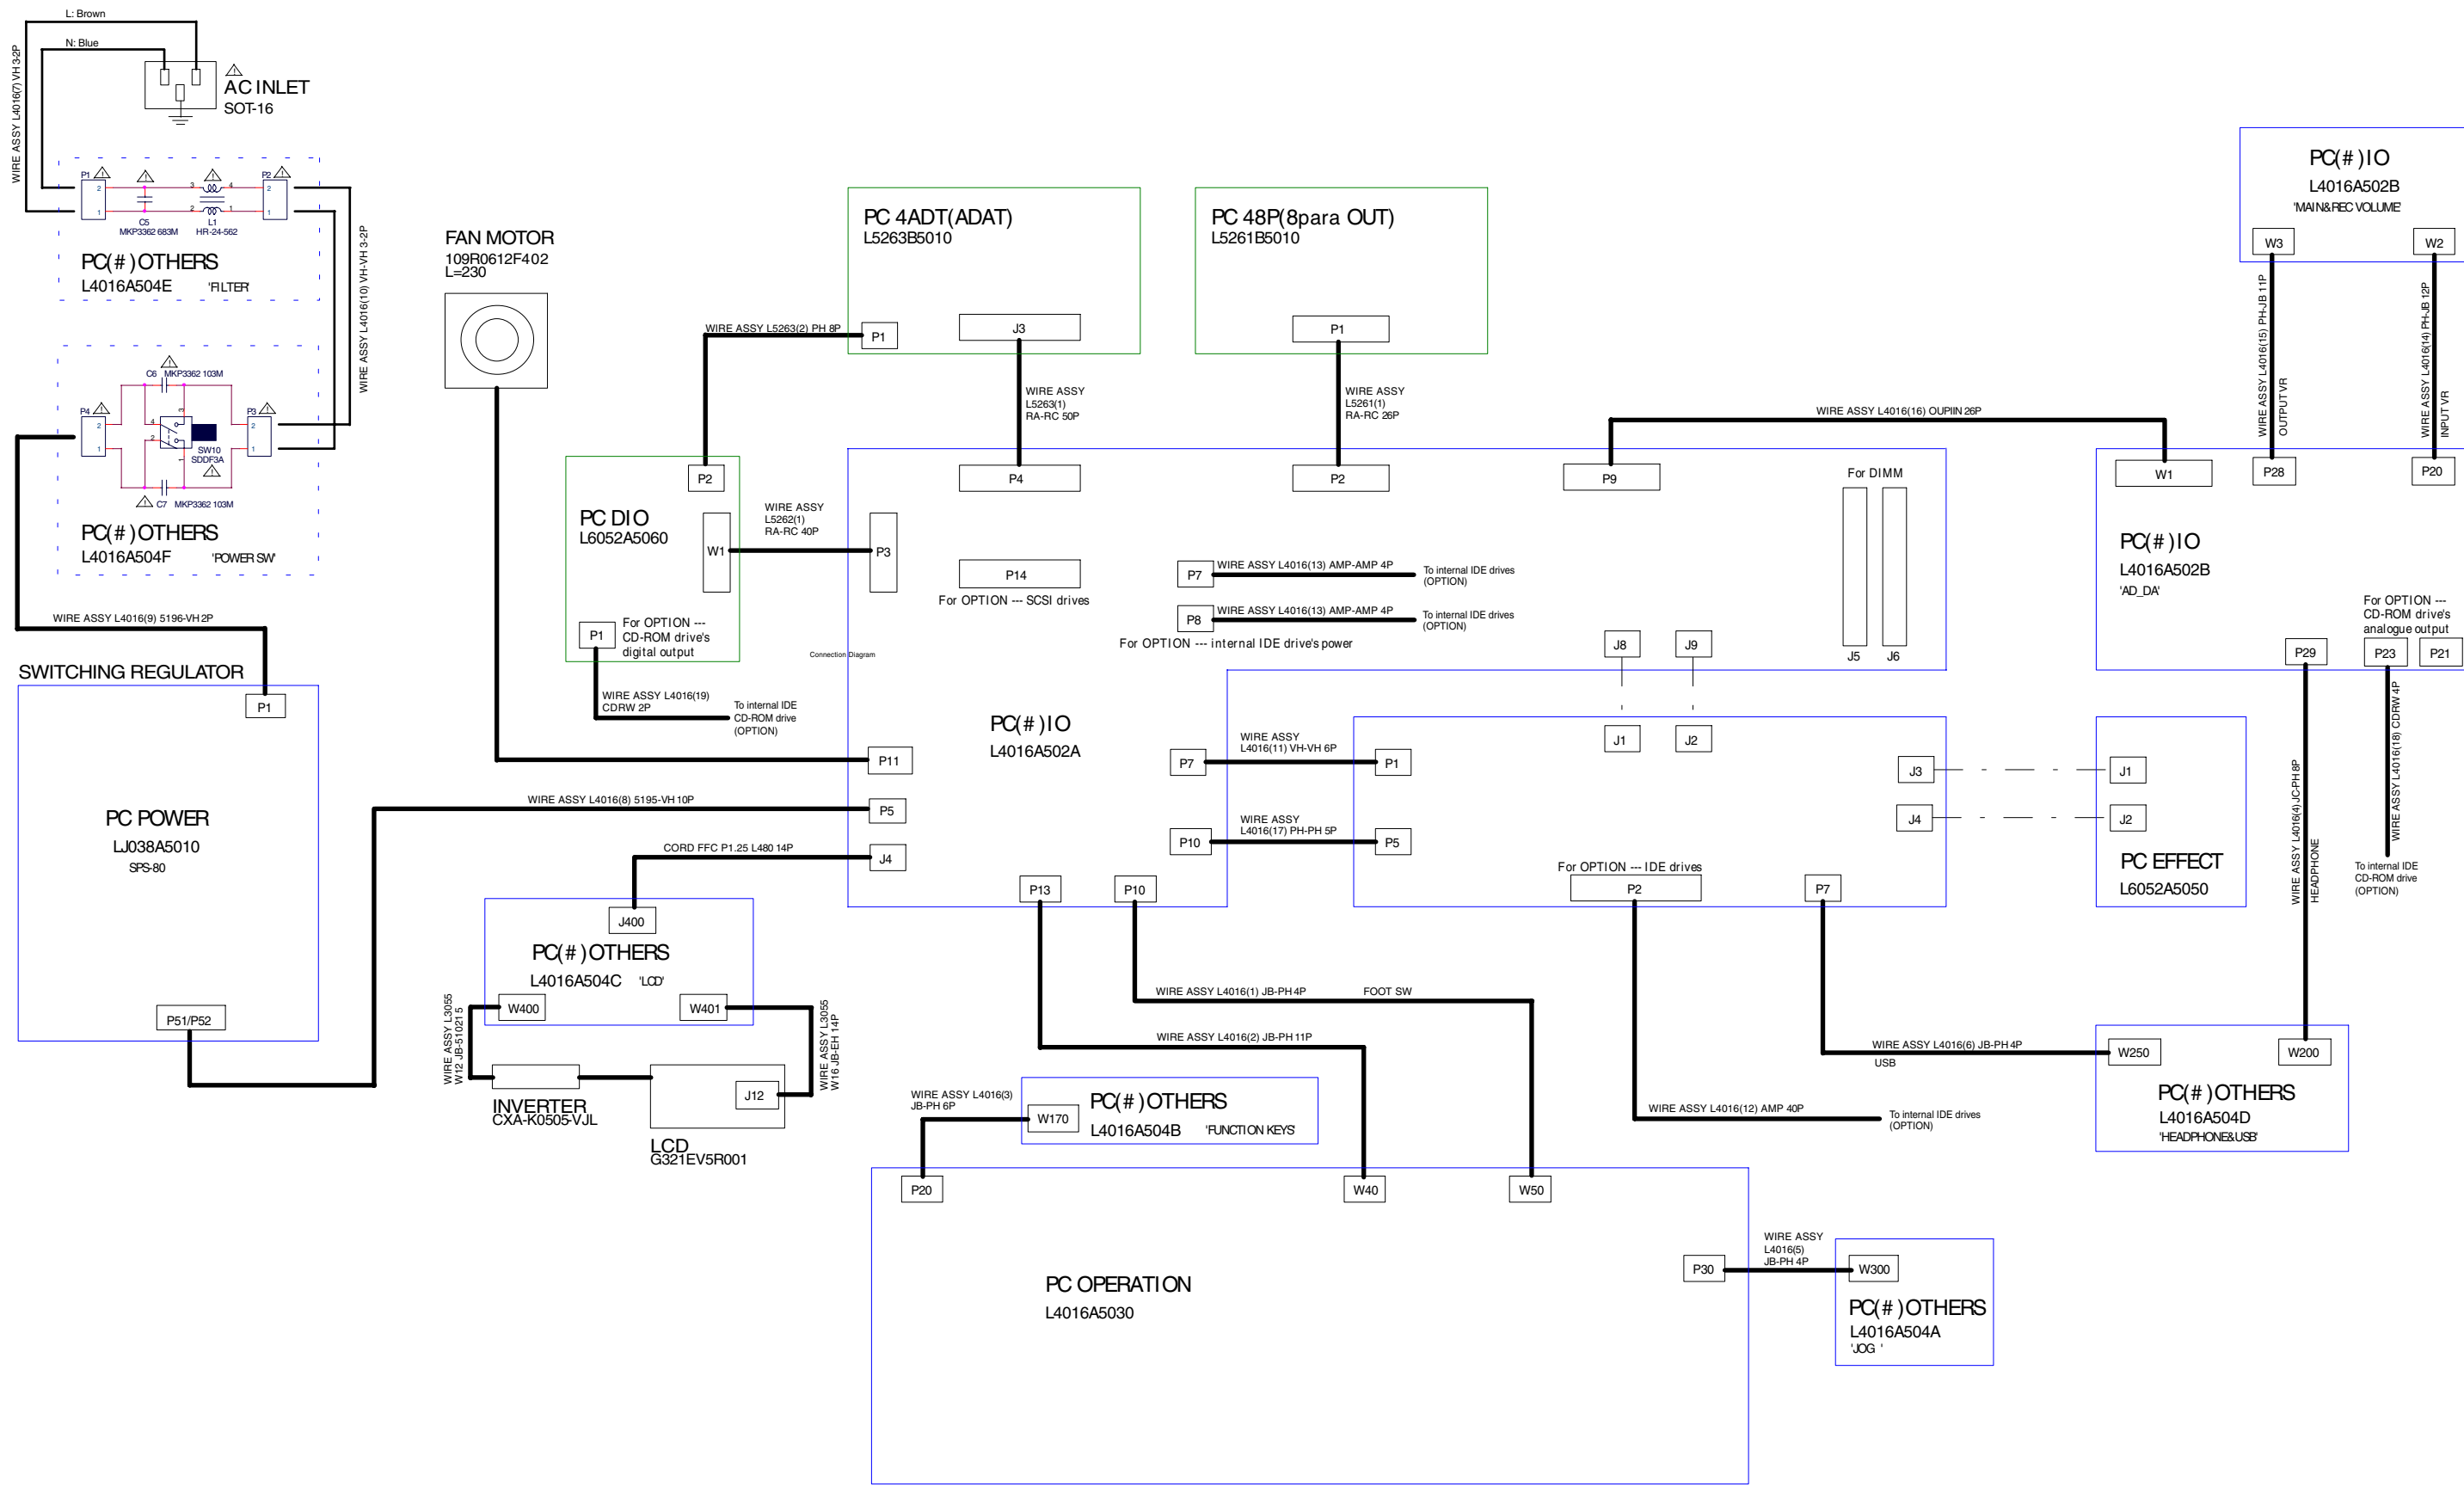 L: Brown
N: Blue
WIRE ASSY L4016(7) VH 3-2P
AC INLET
SOT-16
P1
2
1
C5
MKP3362 683M
3
4
2
1
L1
HR-24-562
P2
2
1
PC(#)OTHERS
L4016A504E
'FILTER'
WIRE ASSY L4016(10) VH-VH 3-2P
C6 MKP3362 103M
P4
2
1
4
3
2
1
SW10
SDDF3A
P3
2
1
C7 MKP3362 103M
PC(#)OTHERS
L4016A504F
'POWER SW'
WIRE ASSY L4016(9) 5196-VH 2P
SWITCHING REGULATOR
P1
PC POWER
LJ038A5010
SPS-80
P51/P52
FAN MOTOR
109R0612F402
L=230
WIRE ASSY L5263(2) PH 8P
PC 4ADT(ADAT)
L5263B5010
P1
J3
WIRE ASSY
L5263(1)
RA-RC 50P
PC 48P(8para OUT)
L5261B5010
P1
WIRE ASSY
L5261(1)
RA-RC 26P
WIRE ASSY L4016(16) OUPIIN 26P
PC(#)IO
L4016A502B
'MAIN&REC VOLUME'
W3
W2
WIRE ASSY L4016(15) PH-JB 11P
OUTPUT VR
WIRE ASSY L4016(14) PH-JB 12P
INPUT VR
P2
PC DIO
L6052A5060
W1
WIRE ASSY
L5262(1)
RA-RC 40P
P1
For OPTION ---
CD-ROM drive's
digital output
WIRE ASSY L4016(19)
CDRW 2P
To internal IDE
CD-ROM drive
(OPTION)
Connection Diagram
P4
P2
P9
For DIMM
P3
P14
For OPTION --- SCSI drives
P7
WIRE ASSY L4016(13) AMP-AMP 4P
To internal IDE drives
(OPTION)
P8
WIRE ASSY L4016(13) AMP-AMP 4P
To internal IDE drives
(OPTION)
For OPTION --- internal IDE drive's power
J5
J6
J8
J9
PC(#)IO
L4016A502A
P11
P5
J4
P7
P10
P13
P10
WIRE ASSY L4016(8) 5195-VH 10P
CORD FFC P1.25 L480 14P
WIRE ASSY
L4016(11) VH-VH 6P
WIRE ASSY
L4016(17) PH-PH 5P
J1
J2
P1
P5
J3
J4
For OPTION --- IDE drives
P2
P7
W1
P28
P20
PC(#)IO
L4016A502B
'AD_DA'
For OPTION ---
CD-ROM drive's
analogue output
P29
P23
P21
J1
J2
PC EFFECT
L6052A5050
WIRE ASSY L4016(4) JC-PH 8P
HEADPHONE
WIRE ASSY L4016(18) CDRW 4P
To internal IDE
CD-ROM drive
(OPTION)
J400
PC(#)OTHERS
L4016A504C
'LCD'
W400
W401
WIRE ASSY L3055
W12 JB-51021 5
WIRE ASSY L3055
W16 JB-EH 14P
INVERTER
CXA-K0505-VJL
J12
LCD
G321EV5R001
WIRE ASSY L4016(1) JB-PH 4P
FOOT SW
WIRE ASSY L4016(2) JB-PH 11P
WIRE ASSY L4016(6) JB-PH 4P
USB
W250
W200
PC(#)OTHERS
L4016A504D
'HEADPHONE&USB'
WIRE ASSY L4016(12) AMP 40P
To internal IDE drives
(OPTION)
WIRE ASSY L4016(3)
JB-PH 6P
W170
PC(#)OTHERS
L4016A504B
'FUNCTION KEYS'
P20
W40
W50
PC OPERATION
L4016A5030
P30
WIRE ASSY
L4016(5)
JB-PH 4P
W300
PC(#)OTHERS
L4016A504A
'JOG '